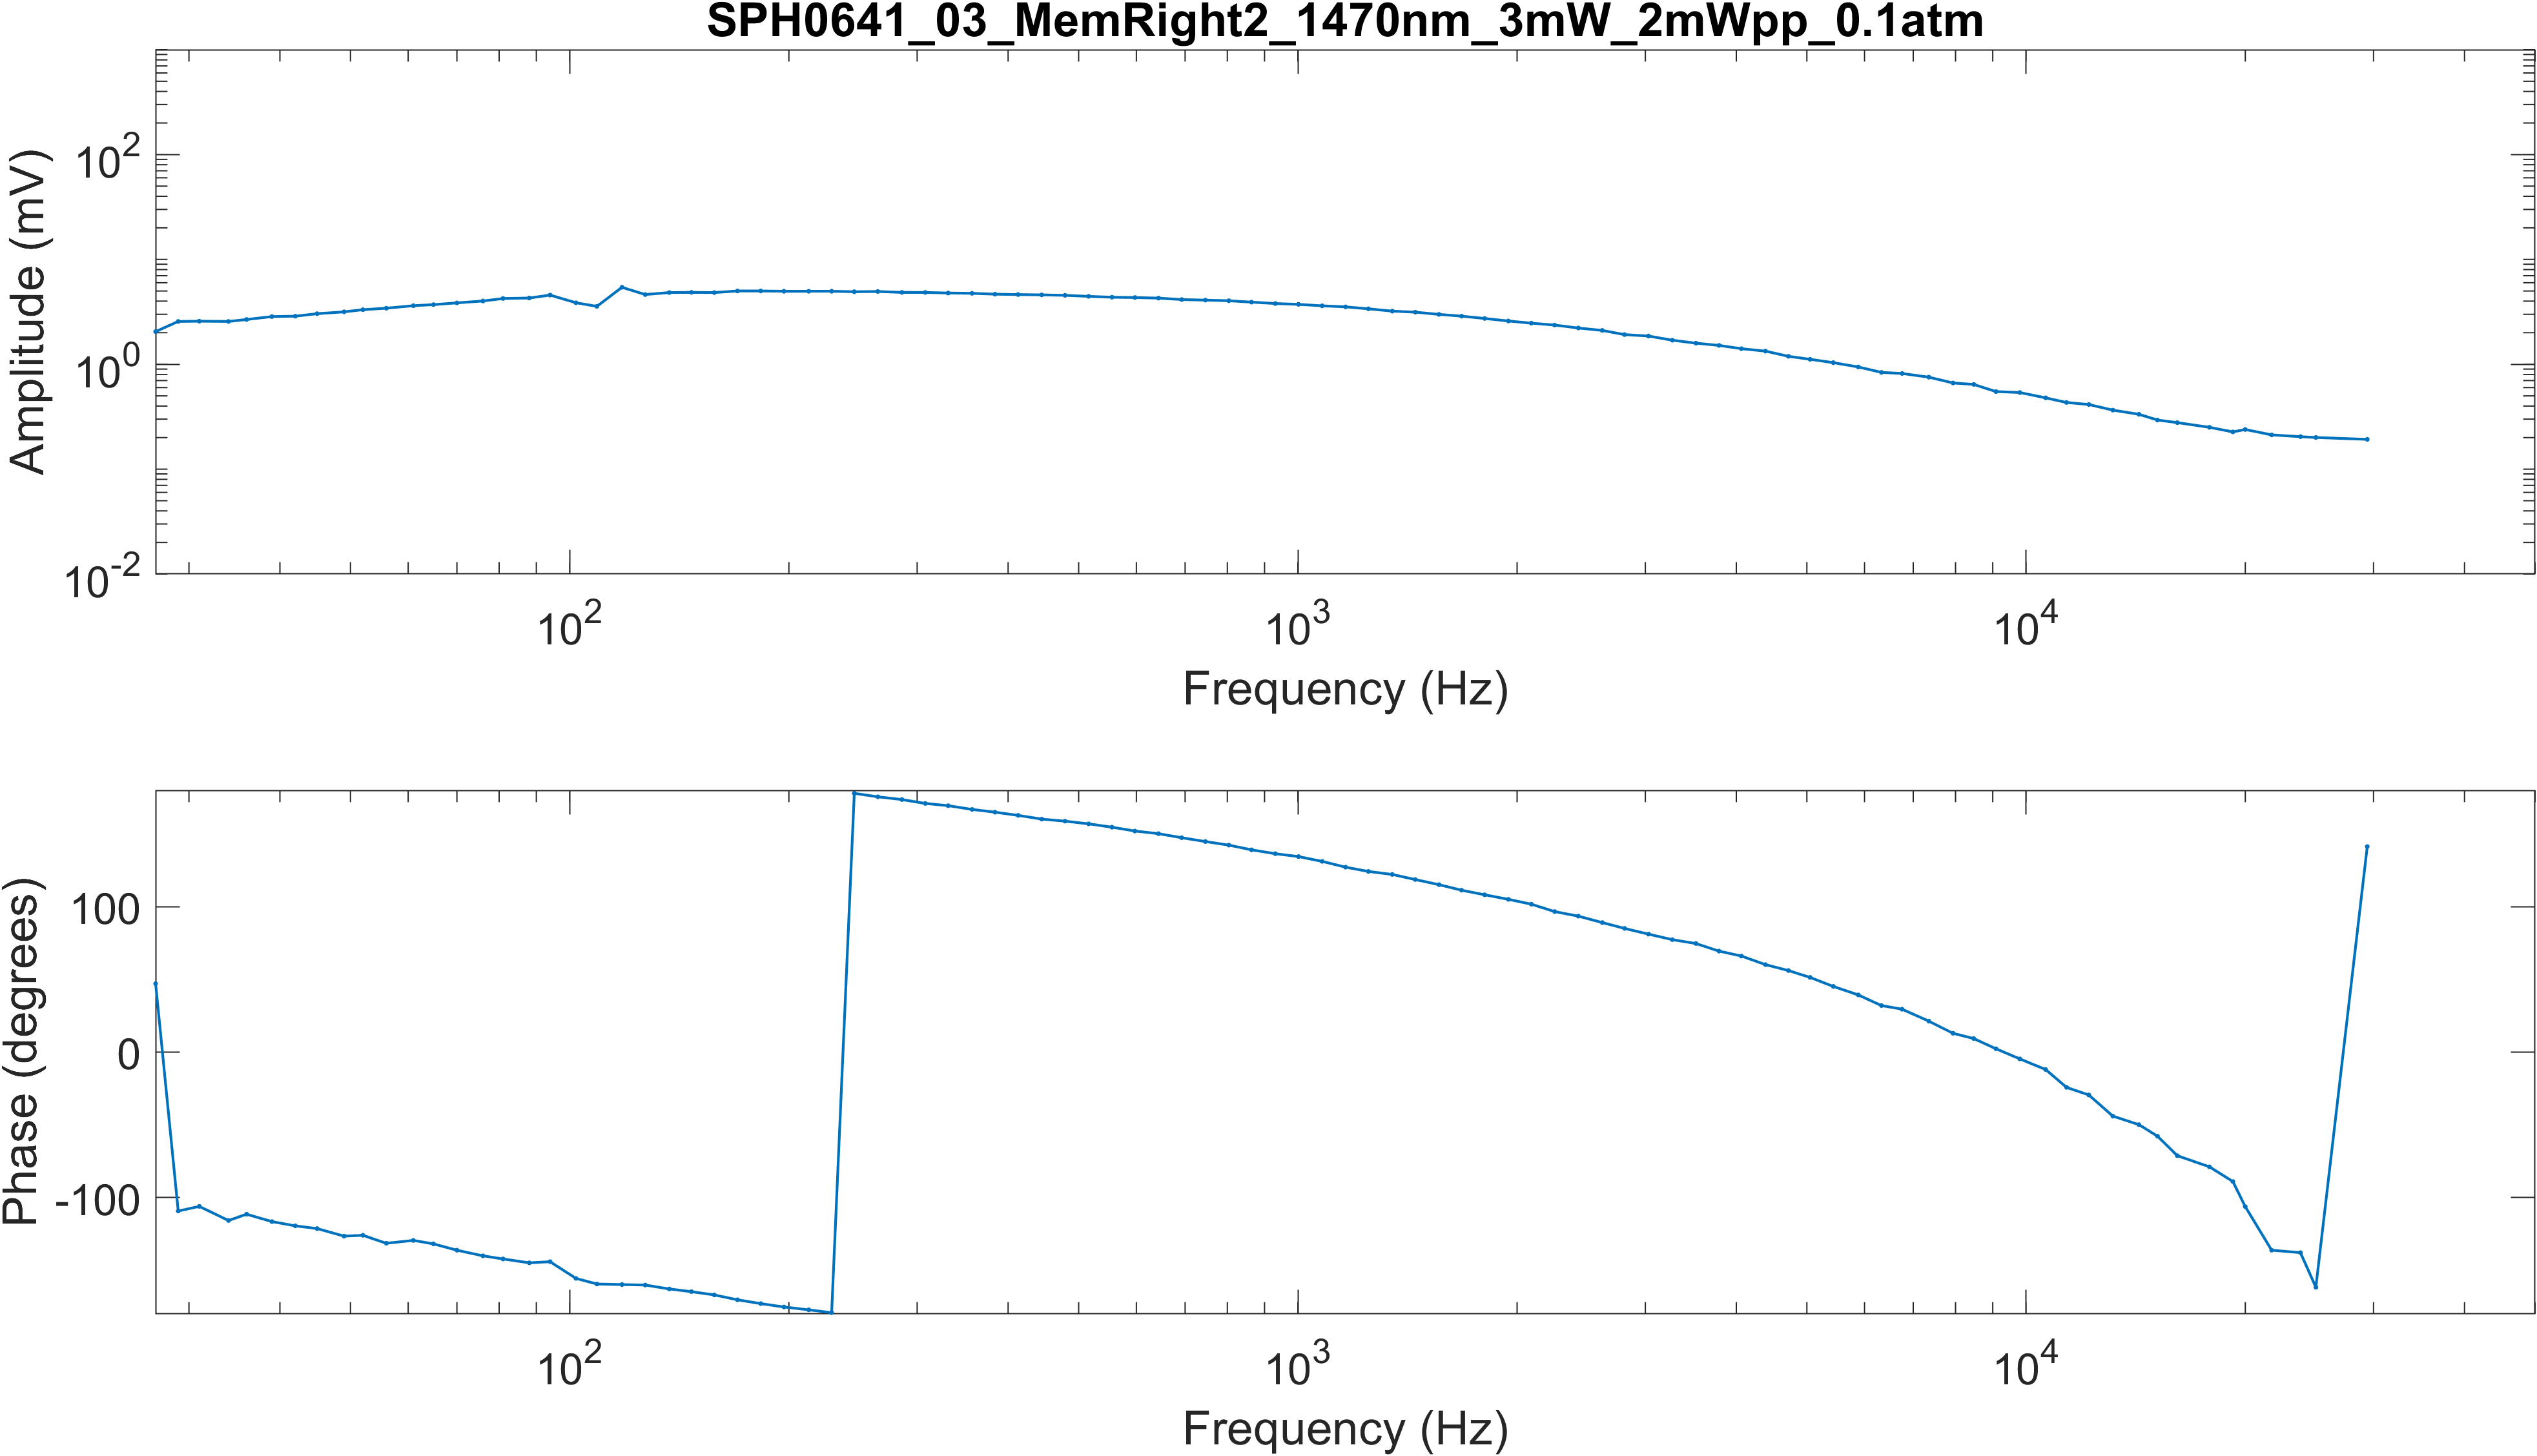 SPH0641_03_MemRight2_1470nm_3mW_2mWpp_0.1atm
Amplitude (mV)
10^2
10^0
10^-2
10^2
10^3
10^4
Frequency (Hz)
Phase (degrees)
100
0
-100
10^2
10^3
10^4
Frequency (Hz)